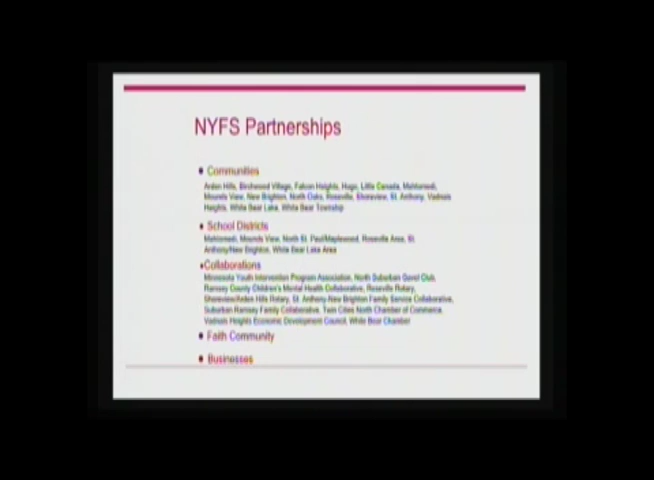 NYFS Partnerships
• Communities
Arden Hills, Birchwood Village, Falcon Heights, Hugo, Little Canada, Mahtomedi,
Mounds View, New Brighton, North Oaks, Roseville, Shoreview, St. Anthony, Vadnais
Heights, White Bear Lake, White Bear Township
• School Districts
Mahtomedi, Mounds View, North St. Paul/Maplewood, Roseville Area, St.
Anthony/New Brighton, White Bear Lake Area
•Collaborations
Minnesota Youth Intervention Program Association, North Suburban Gavel Club,
Ramsey County Children's Mental Health Collaborative, Roseville Rotary,
Shoreview/Arden Hills Rotary, St. Anthony-New Brighton Family Service Collaborative,
Suburban Ramsey Family Collaborative, Twin Cities North Chamber of Commerce,
Vadnais Heights Economic Development Council, White Bear Chamber
• Faith Community
• Businesses